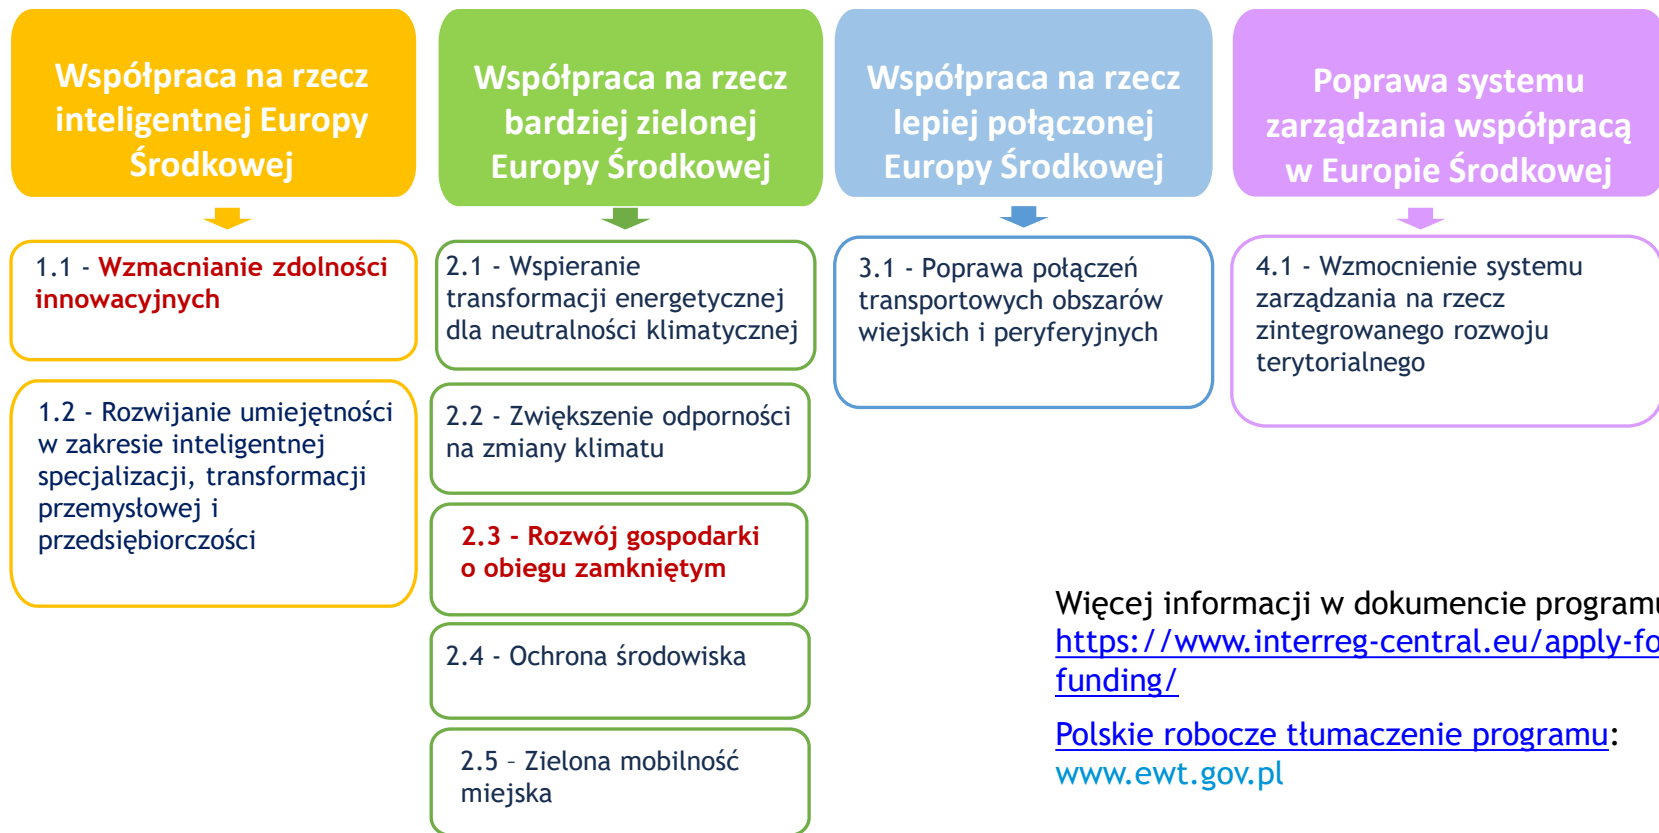 Współpraca na rzecz
inteligentnej Europy
Środkowej
1.1 - Wzmacnianie zdolności
innowacyjnych
1.2 - Rozwijanie umiejętności
w zakresie inteligentnej
specjalizacji, transformacji
przemysłowej i
przedsiębiorczości
Współpraca na rzecz
bardziej zielonej
Europy Środkowej
2.1 - Wspieranie
transformacji energetycznej
dla neutralności klimatycznej
2.2 - Zwiększenie odporności
na zmiany klimatu
2.3 - Rozwój gospodarki
o obiegu zamkniętym
2.4 - Ochrona środowiska
2.5 – Zielona mobilność
miejska
Współpraca na rzecz
lepiej połączonej
Europy Środkowej
3.1 - Poprawa połączeń
transportowych obszarów
wiejskich i peryferyjnych
Poprawa systemu
zarządzania współpracą
w Europie Środkowej
4.1 - Wzmocnienie systemu
zarządzania na rzecz
zintegrowanego rozwoju
terytorialnego
Więcej informacji w dokumencie programu
https://www.interreg-central.eu/apply-fo
funding/
Polskie robocze tłumaczenie programu:
www.ewt.gov.pl